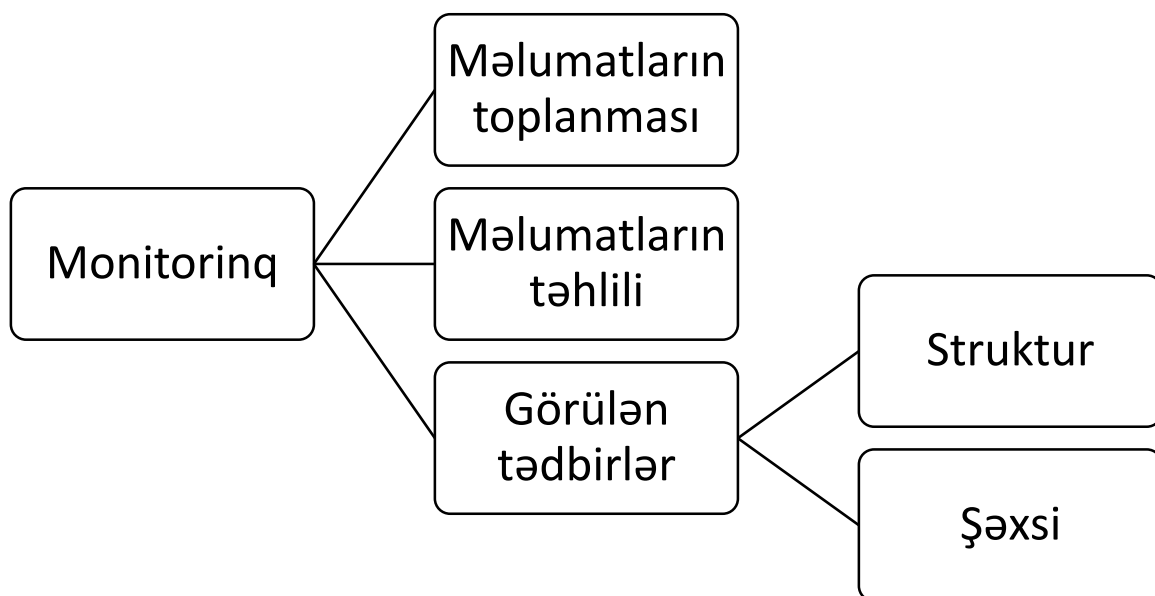 Monitorinq
Məlumatların
toplanması
Məlumatların
təhlili
Görülən
tədbirlər
Struktur
Şəxsi